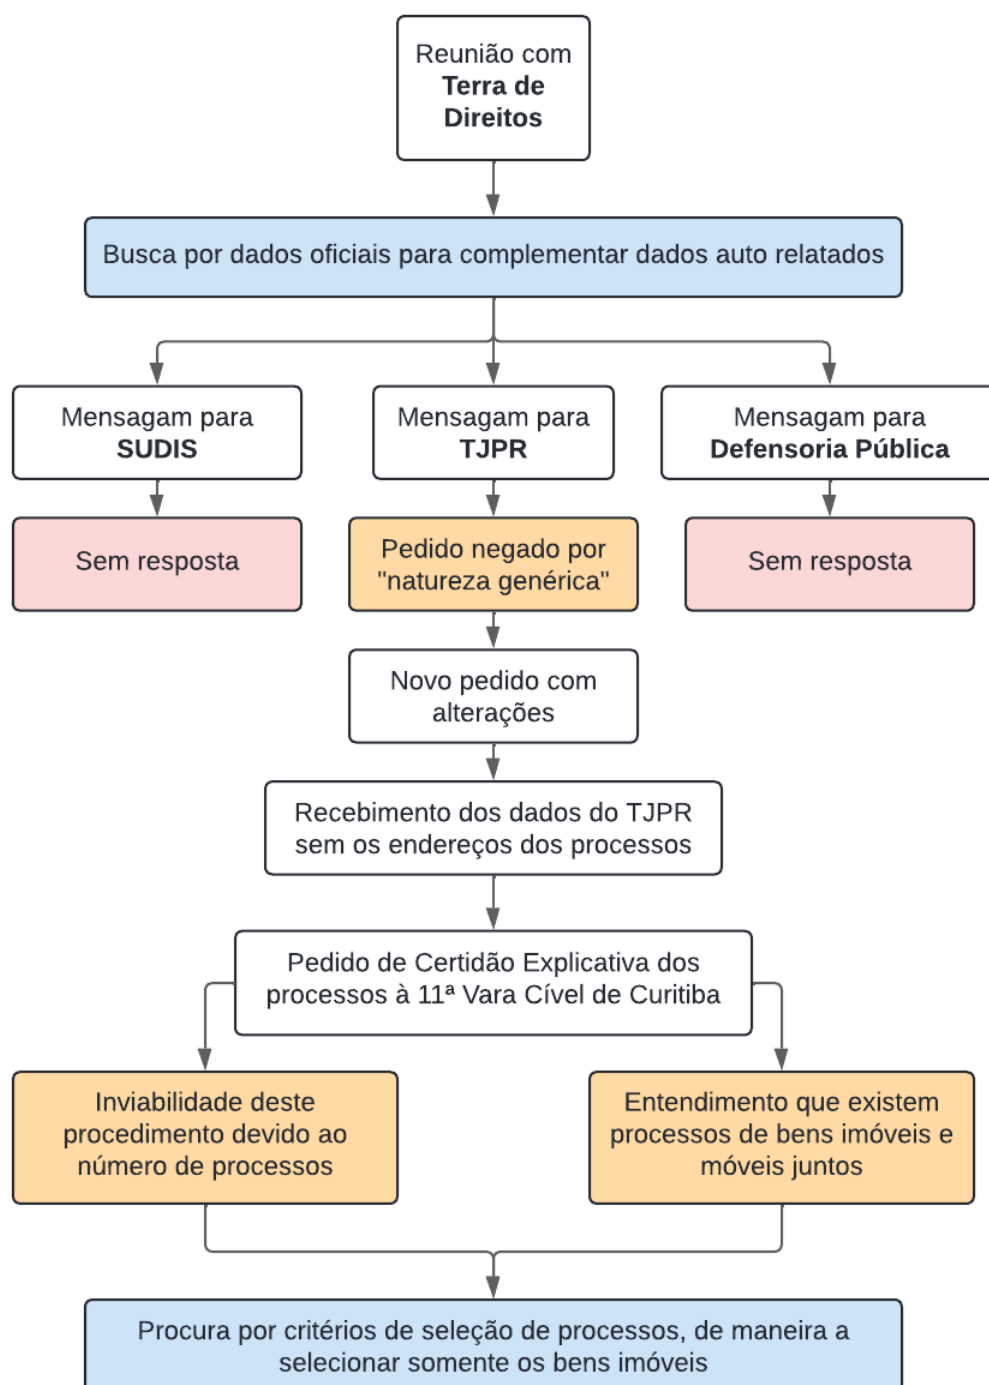 Reunião com
Terra de
Direitos
Busca por dados oficiais para complementar dados auto relatados
Mensagam para
SUDIS
Mensagam para
TJPR
Mensagam para
Defensoria Pública
Sem resposta
Pedido negado por
"natureza genérica"
Sem resposta
Novo pedido com
alterações
Recebimento dos dados do TJPR
sem os endereços dos processos
Pedido de Certidão Explicativa dos
processos à 11ª Vara Cível de Curitiba
Inviabilidade deste
procedimento devido ao
número de processos
Entendimento que existem
processos de bens imóveis e
móveis juntos
Procura por critérios de seleção de processos, de maneira a
selecionar somente os bens imóveis